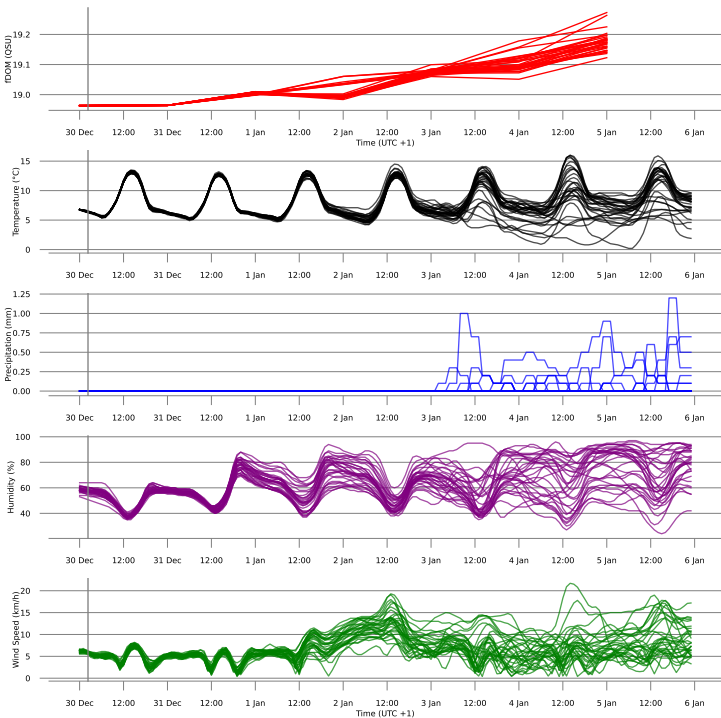 fDOM (QSU)
19.2
19.1
19.0
30 Dec 12:00 31 Dec 12:00 1 Jan 12:00 2 Jan 12:00 3 Jan 12:00 4 Jan 12:00 5 Jan 12:00 6 Jan
Time (UTC +1)
Temperature (°C)
15
10
5
0
30 Dec 12:00 31 Dec 12:00 1 Jan 12:00 2 Jan 12:00 3 Jan 12:00 4 Jan 12:00 5 Jan 12:00 6 Jan
Precipitation (mm)
1.25
1.00
0.75
0.50
0.25
0.00
30 Dec 12:00 31 Dec 12:00 1 Jan 12:00 2 Jan 12:00 3 Jan 12:00 4 Jan 12:00 5 Jan 12:00 6 Jan
Humidity (%)
100
80
60
40
30 Dec 12:00 31 Dec 12:00 1 Jan 12:00 2 Jan 12:00 3 Jan 12:00 4 Jan 12:00 5 Jan 12:00 6 Jan
Wind Speed (km/h)
20
15
10
5
0
30 Dec 12:00 31 Dec 12:00 1 Jan 12:00 2 Jan 12:00 3 Jan 12:00 4 Jan 12:00 5 Jan 12:00 6 Jan
Time (UTC +1)